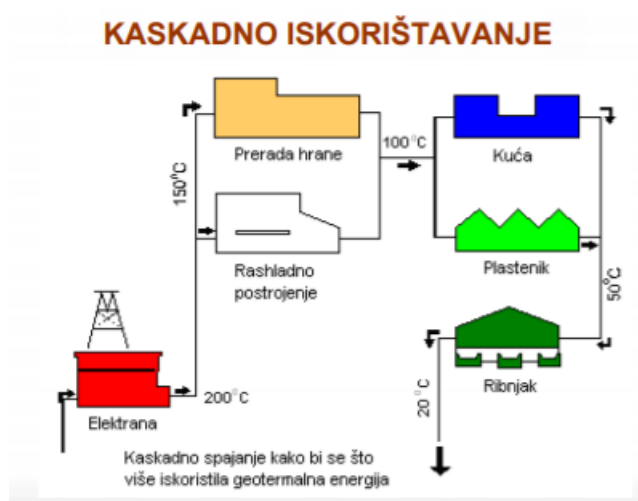 KASKADNO ISKORIŠTAVANJE
Prerada hrane
150°C
100°C
Kuća
Rashladno
postrojenje
Plastenik
50°C
Ribnjak
20°C
200°C
Elektrana
Kaskadno spajanje kako bi se što
više iskoristila geotermalna energija